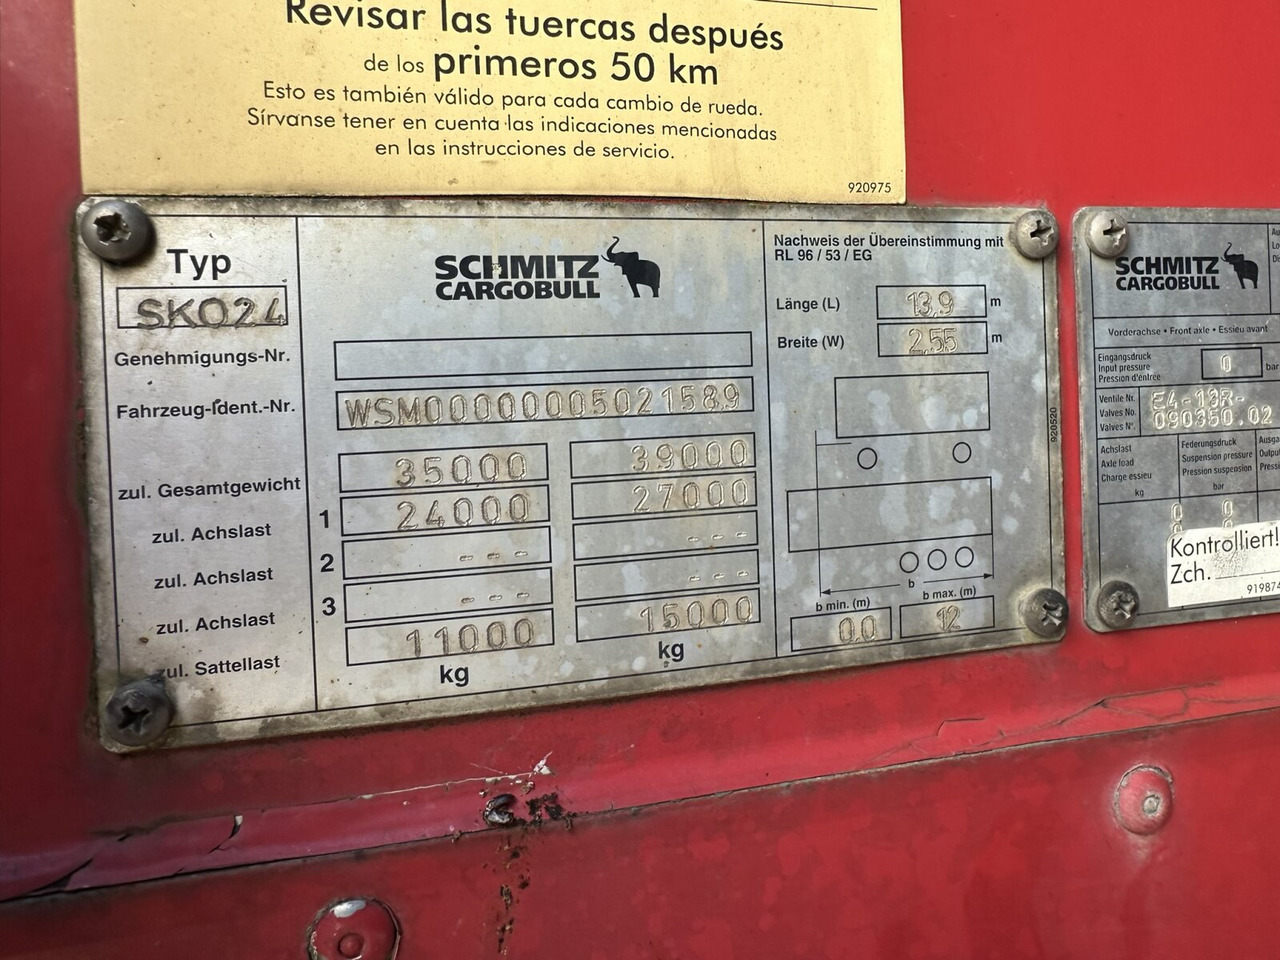 Revisar las tuercas después
de los primeros 50 km
Esto es también válido para cada cambio de rueda.
Sírvanse tener en cuenta las indicaciones mencionadas
en las instrucciones de servicio.
920975
Typ
SKO24
SCHMITZ
CARGOBULL
Genehmigungs-Nr.
Fahrzeug-Ident.-Nr.
WSM00000005021589
zul. Gesamtgewicht
35000
39000
zul. Achslast
1
24000
27000
zul. Achslast
2
---
---
zul. Achslast
3
---
---
zul. Sattellast
11000
15000
kg
kg
Nachweis der Übereinstimmung mit
RL 96 / 53 / EG
Länge (L)
13,9
m
Breite (W)
2,55
m
b
b min. (m)
b max. (m)
0,0
12
920520
SCHMITZ
CARGOBULL
Vorderachse • Front axle • Essieu avant
Eingangsdruck
Input pressure
Pression d'entrée
0
bar
Ventile Nr.
Valves No.
Valves N°.
E4-13R-
090350.02
Achslast
Axle load
Charge essieu
kg
Federungsdruck
Suspension pressure
Pression suspension
bar
0
0
Kontrolliert!
Zch.
919874